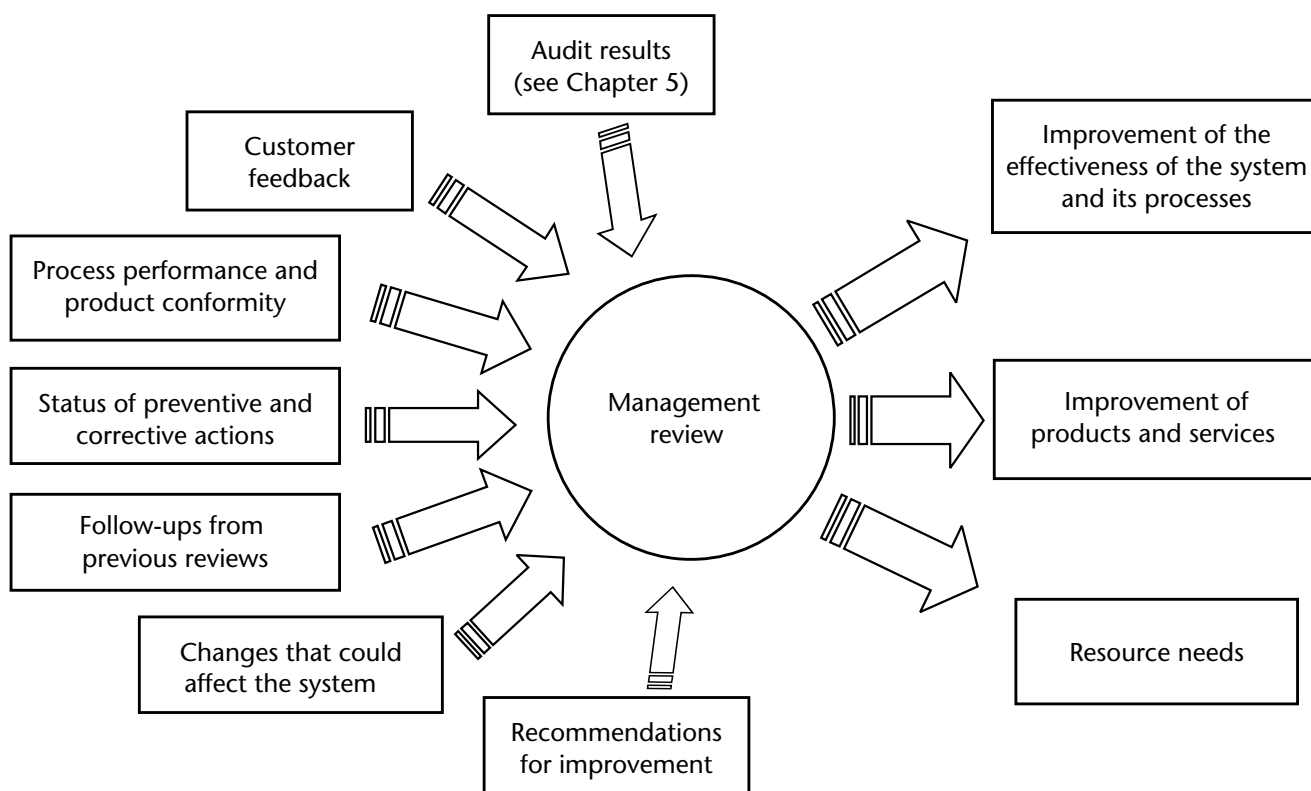 Audit results
(see Chapter 5)
Customer
feedback
Process performance and
product conformity
Status of preventive and
corrective actions
Follow-ups from
previous reviews
Changes that could
affect the system
Recommendations
for improvement
Management
review
Improvement of the
effectiveness of the system
and its processes
Improvement of
products and services
Resource needs